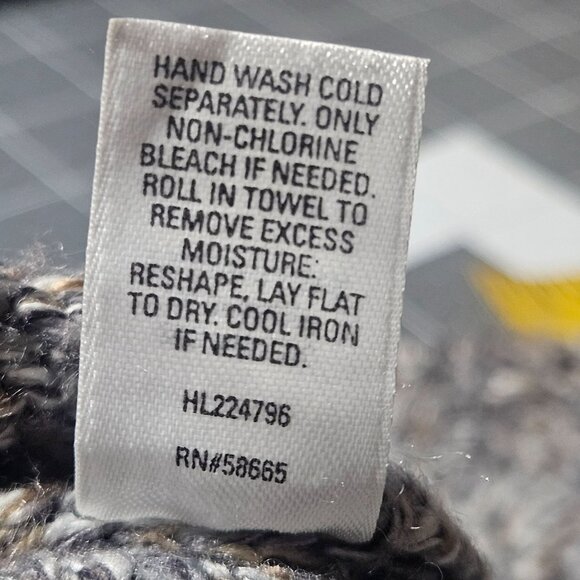 HAND WASH COLD
SEPARATELY. ONLY
NON-CHLORINE
BLEACH IF NEEDED.
ROLL IN TOWEL TO
REMOVE EXCESS
MOISTURE:
RESHAPE, LAY FLAT
TO DRY. COOL IRON
IF NEEDED.
HL224796
RN#58665